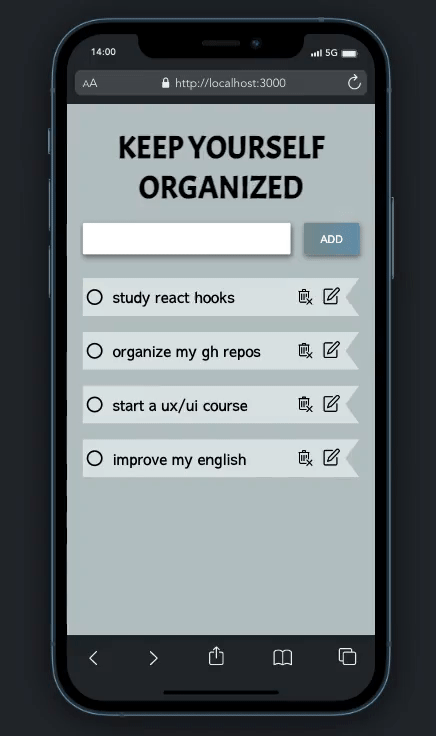 14:00
5G
AA http://localhost:3000
KEEP YOURSELF
ORGANIZED
ADD
study react hooks
organize my gh repos
start a ux/ui course
improve my english